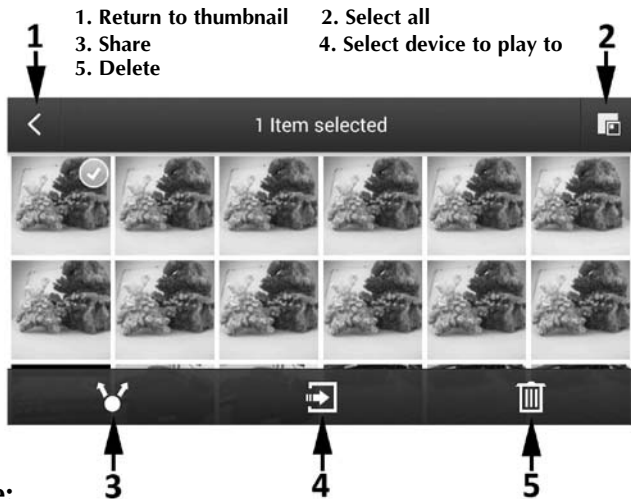 1. Return to thumbnail 2. Select all
3. Share 4. Select device to play to
5. Delete
1 2
1 Item selected
3 4 5